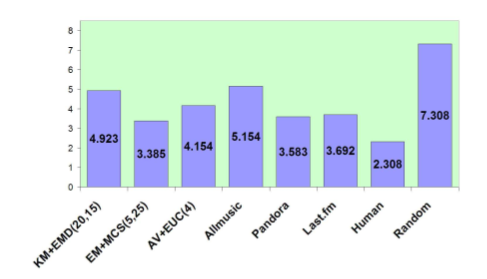 8
7
6
5
4
3
2
1
0
4.923
3.385
4.154
5.154
3.583
3.692
2.308
7.308
KM+EMD(20,15)
EM+MCS(5,25)
AV+EUC(4)
Allmusic
Pandora
Last.fm
Human
Random